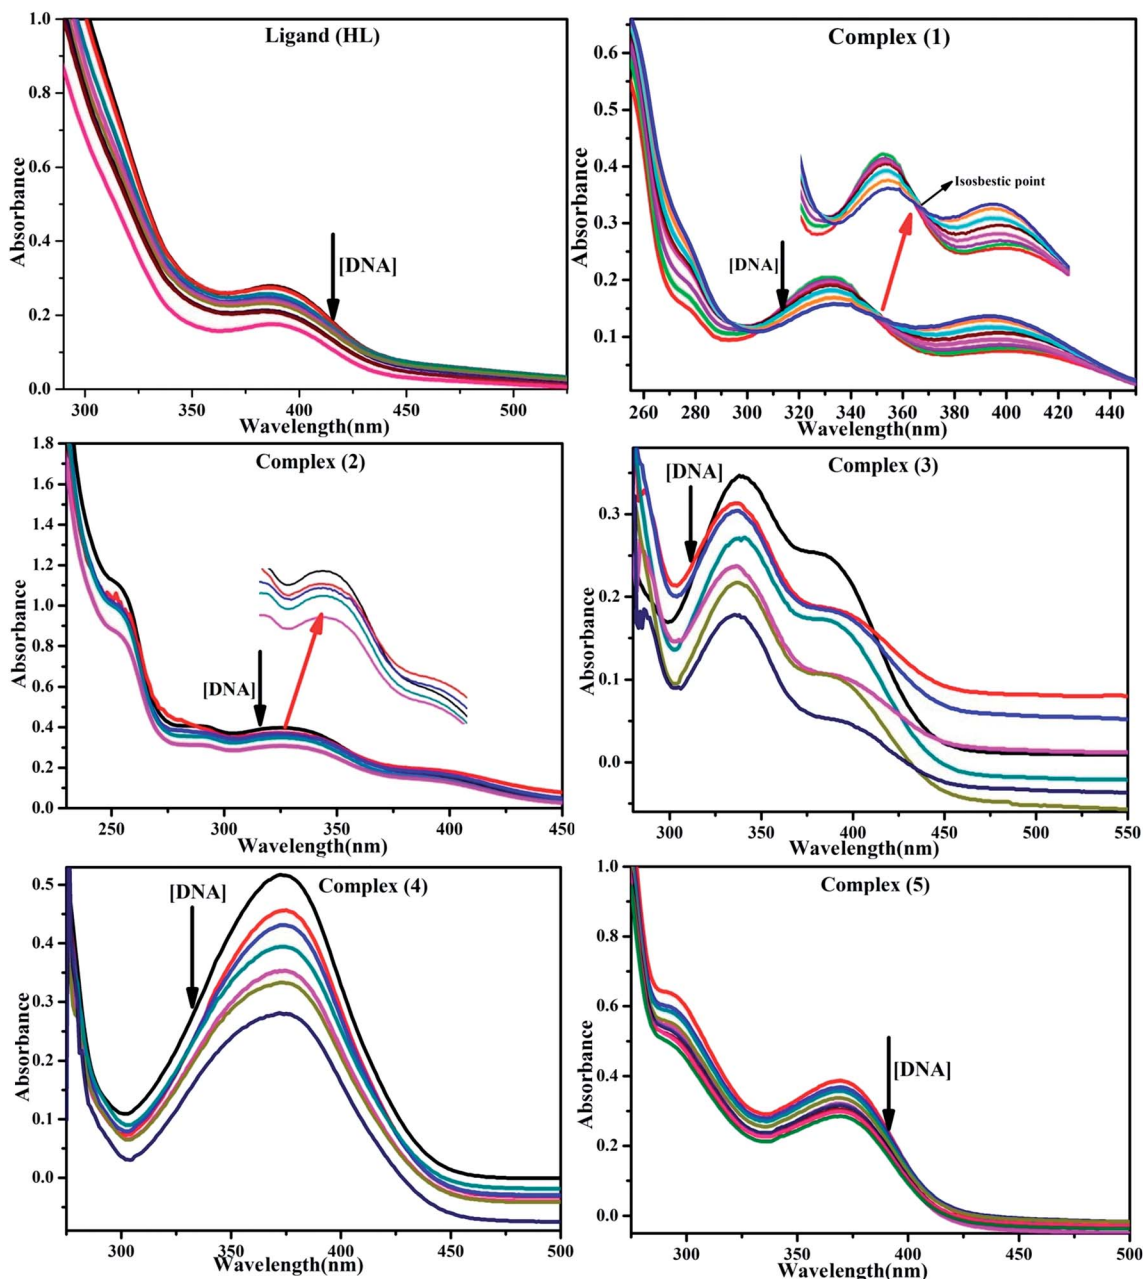 Ligand (HL)
Absorbance
1.0
0.8
0.6
0.4
0.2
0.0
[DNA]
300 350 400 450 500
Wavelength(nm)
Complex (1)
Absorbance
0.6
0.5
0.4
0.3
0.2
0.1
Isosbestic point
[DNA]
260 280 300 320 340 360 380 400 420 440
Wavelength(nm)
Complex (2)
Absorbance
1.8
1.6
1.4
1.2
1.0
0.8
0.6
0.4
0.2
0.0
[DNA]
250 300 350 400 450
Wavelength(nm)
Complex (3)
Absorbance
0.3
0.2
0.1
0.0
[DNA]
300 350 400 450 500 550
Wavelength(nm)
Complex (4)
Absorbance
0.5
0.4
0.3
0.2
0.1
0.0
[DNA]
300 350 400 450 500
Wavelength(nm)
Complex (5)
Absorbance
1.0
0.8
0.6
0.4
0.2
0.0
[DNA]
300 350 400 450 500
Wavelength(nm)